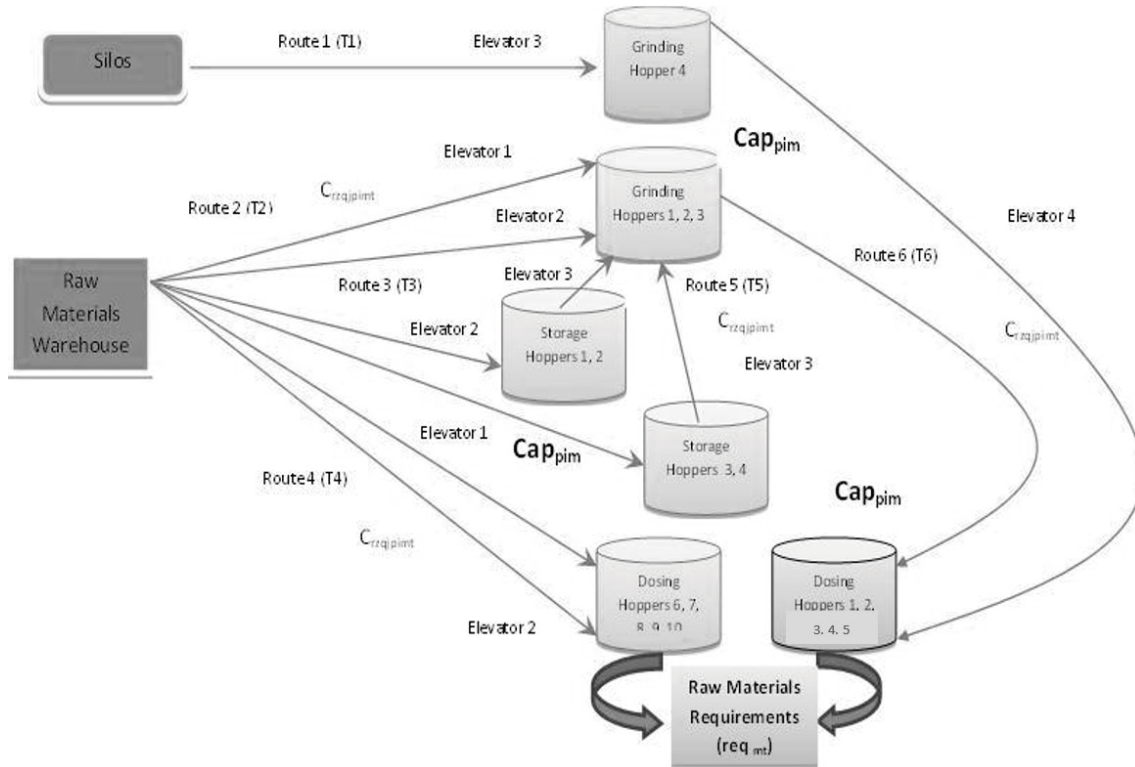 Route 1 (T1)
Elevator 3
Silos
Grinding
Hopper 4
Cap pim
Elevator 1
C rzqjpimt
Route 2 (T2)
Grinding
Hoppers 1, 2, 3
Elevator 2
Elevator 4
Route 6 (T6)
Raw
Materials
Warehouse
Route 3 (T3)
Elevator 3
Route 5 (T5)
Elevator 2
Storage
Hoppers 1, 2
C rzqjpimt
C rzqjpimt
Elevator 3
Elevator 1
Cap pim
Storage
Hoppers 3, 4
Route 4 (T4)
Cap pim
C rzqjpimt
Dosing
Hoppers 6, 7,
8, 9, 10
Dosing
Hoppers 1, 2,
3, 4, 5
Elevator 2
Raw Materials
Requirements
(req mt)